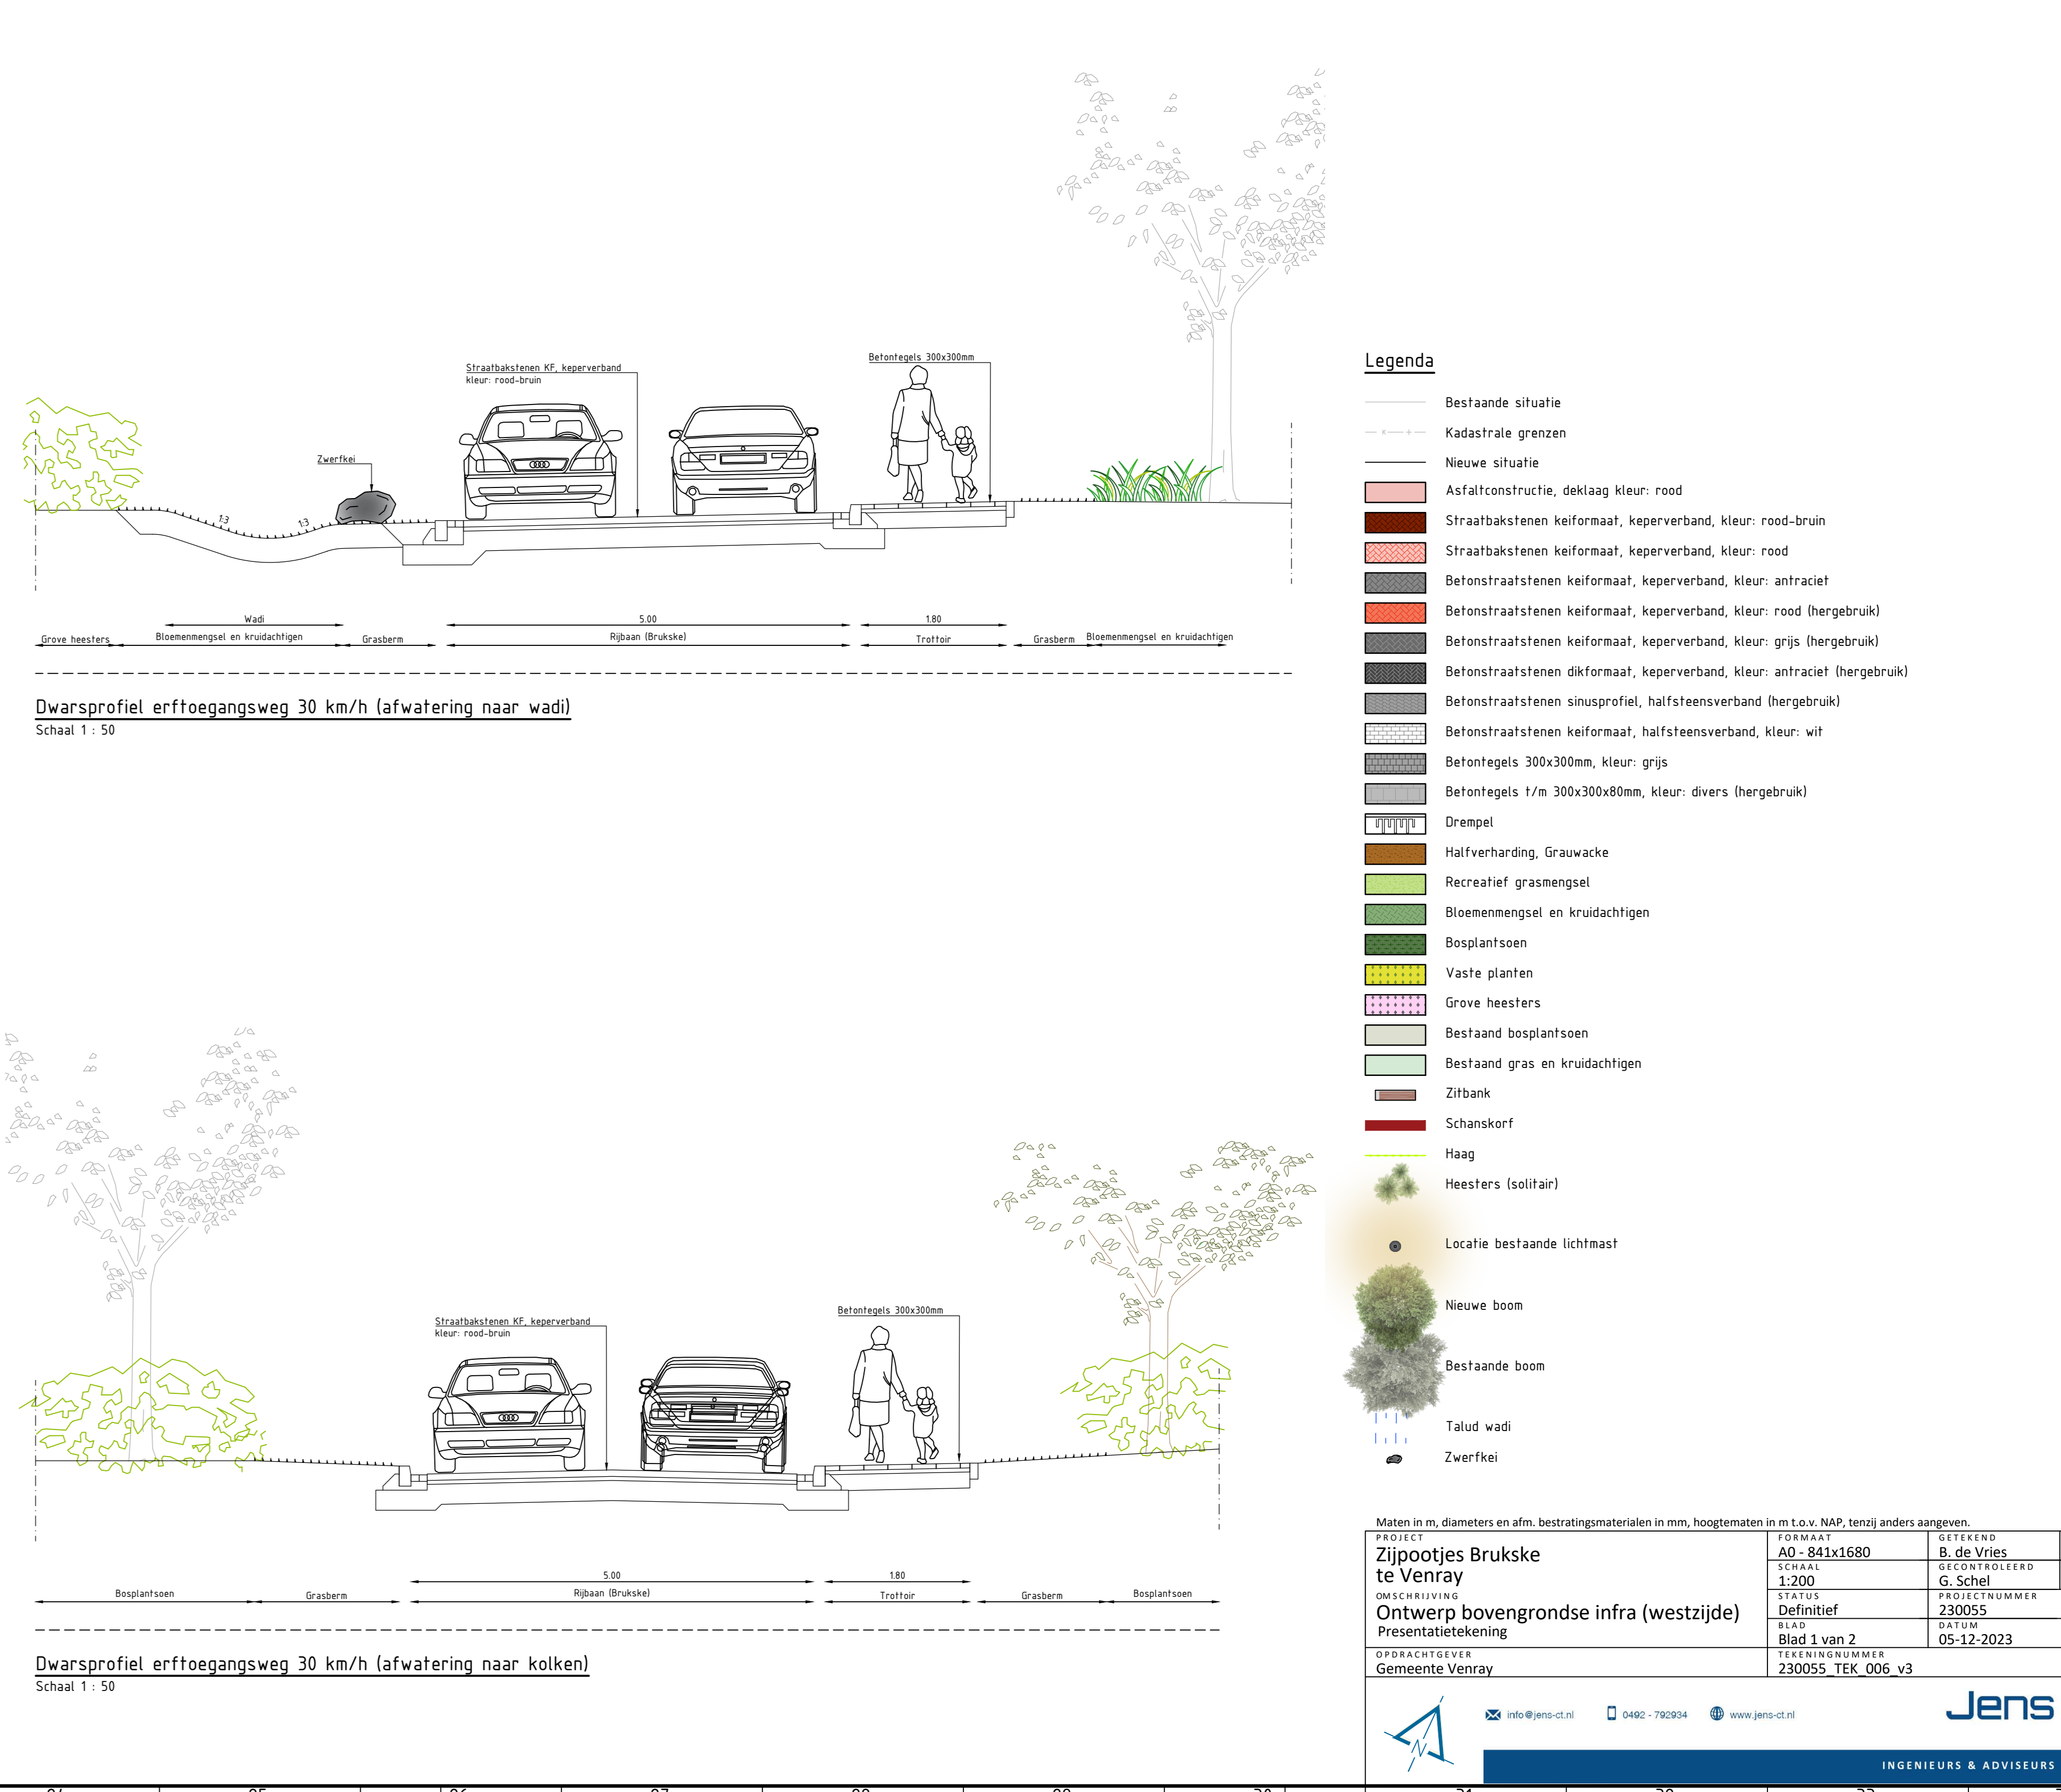 Straatbakstenen KF, keperverband
kleur: rood-bruin
Betontegels 300x300mm
Zwerfkei
1:3
1:3
Wadi
5.00
1.80
Grove heesters
Bloemenmengsel en kruidachtigen
Grasberm
Rijbaan (Brukske)
Trottoir
Grasberm
Bloemenmengsel en kruidachtigen
Dwarsprofiel erftoegangsweg 30 km/h (afwatering naar wadi)
Schaal 1 : 50
Straatbakstenen KF, keperverband
kleur: rood-bruin
Betontegels 300x300mm
5.00
1.80
Bosplantsoen
Grasberm
Rijbaan (Brukske)
Trottoir
Grasberm
Bosplantsoen
Dwarsprofiel erftoegangsweg 30 km/h (afwatering naar kolken)
Schaal 1 : 50
Legenda
Bestaande situatie
Kadastrale grenzen
Nieuwe situatie
Asfaltconstructie, deklaag kleur: rood
Straatbakstenen keiformaat, keperverband, kleur: rood-bruin
Straatbakstenen keiformaat, keperverband, kleur: rood
Betonstraatstenen keiformaat, keperverband, kleur: antraciet
Betonstraatstenen keiformaat, keperverband, kleur: rood (hergebruik)
Betonstraatstenen keiformaat, keperverband, kleur: grijs (hergebruik)
Betonstraatstenen dikformaat, keperverband, kleur: antraciet (hergebruik)
Betonstraatstenen sinusprofiel, halfsteensverband (hergebruik)
Betonstraatstenen keiformaat, halfsteensverband, kleur: wit
Betontegels 300x300mm, kleur: grijs
Betontegels t/m 300x300x80mm, kleur: divers (hergebruik)
Drempel
Halfverharding, Grauwacke
Recreatief grasmengsel
Bloemenmengsel en kruidachtigen
Bosplantsoen
Vaste planten
Grove heesters
Bestaand bosplantsoen
Bestaand gras en kruidachtigen
Zitbank
Schanskorf
Haag
Heesters (solitair)
Locatie bestaande lichtmast
Nieuwe boom
Bestaande boom
Talud wadi
Zwerfkei
Maten in m, diameters en afm. bestratingsmaterialen in mm, hoogtematen in m t.o.v. NAP, tenzij anders aangeven.
PROJECT
Zijpootjes Brukske
te Venray
OMSCHRIJVING
Ontwerp bovengrondse infra (westzijde)
Presentatietekening
OPDRACHTGEVER
Gemeente Venray
FORMAAT
A0 - 841x1680
GETEKEND
B. de Vries
SCHAAL
1:200
GECONTROLEERD
G. Schel
STATUS
Definitief
PROJECTNUMMER
230055
BLAD
Blad 1 van 2
DATUM
05-12-2023
TEKENINGNUMMER
230055_TEK_006_v3
N
info@jens-ct.nl
0492 - 792934
www.jens-ct.nl
Jens
INGENIEURS & ADVISEURS